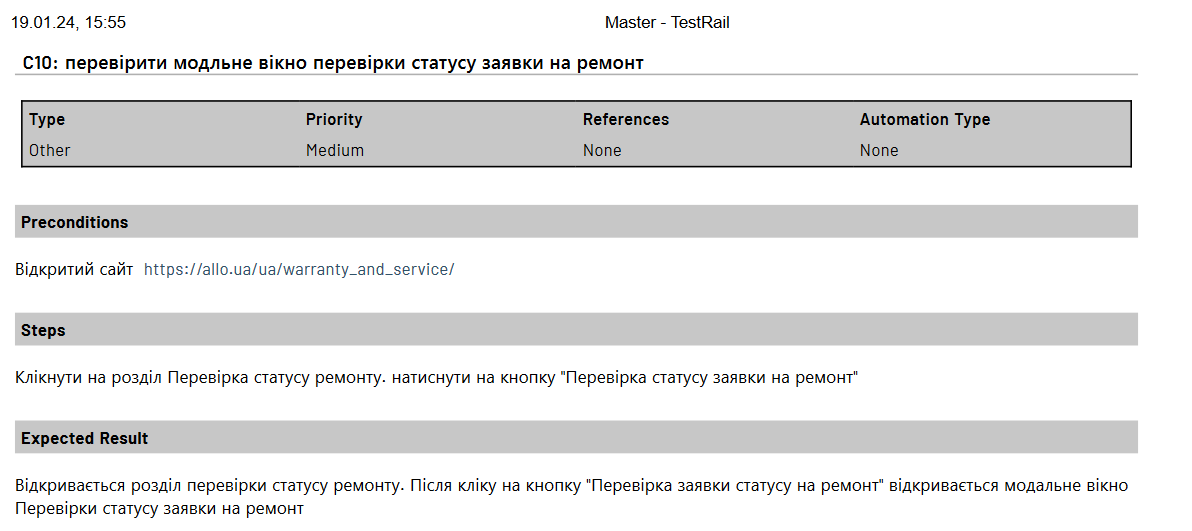 19.01.24, 15:55 Master - TestRail
C10: перевірити модльне вікно перевірки статусу заявки на ремонт
Type Priority References Automation Type
Other Medium None None
Preconditions
Відкритий сайт https://allo.ua/ua/warranty_and_service/
Steps
Клікнути на розділ Перевірка статусу ремонту. натиснути на кнопку "Перевірка статусу заявки на ремонт"
Expected Result
Відкривається розділ перевірки статусу ремонту. Після кліку на кнопку "Перевірка заявки статусу на ремонт" відкривається модальне вікно
Перевірки статусу заявки на ремонт